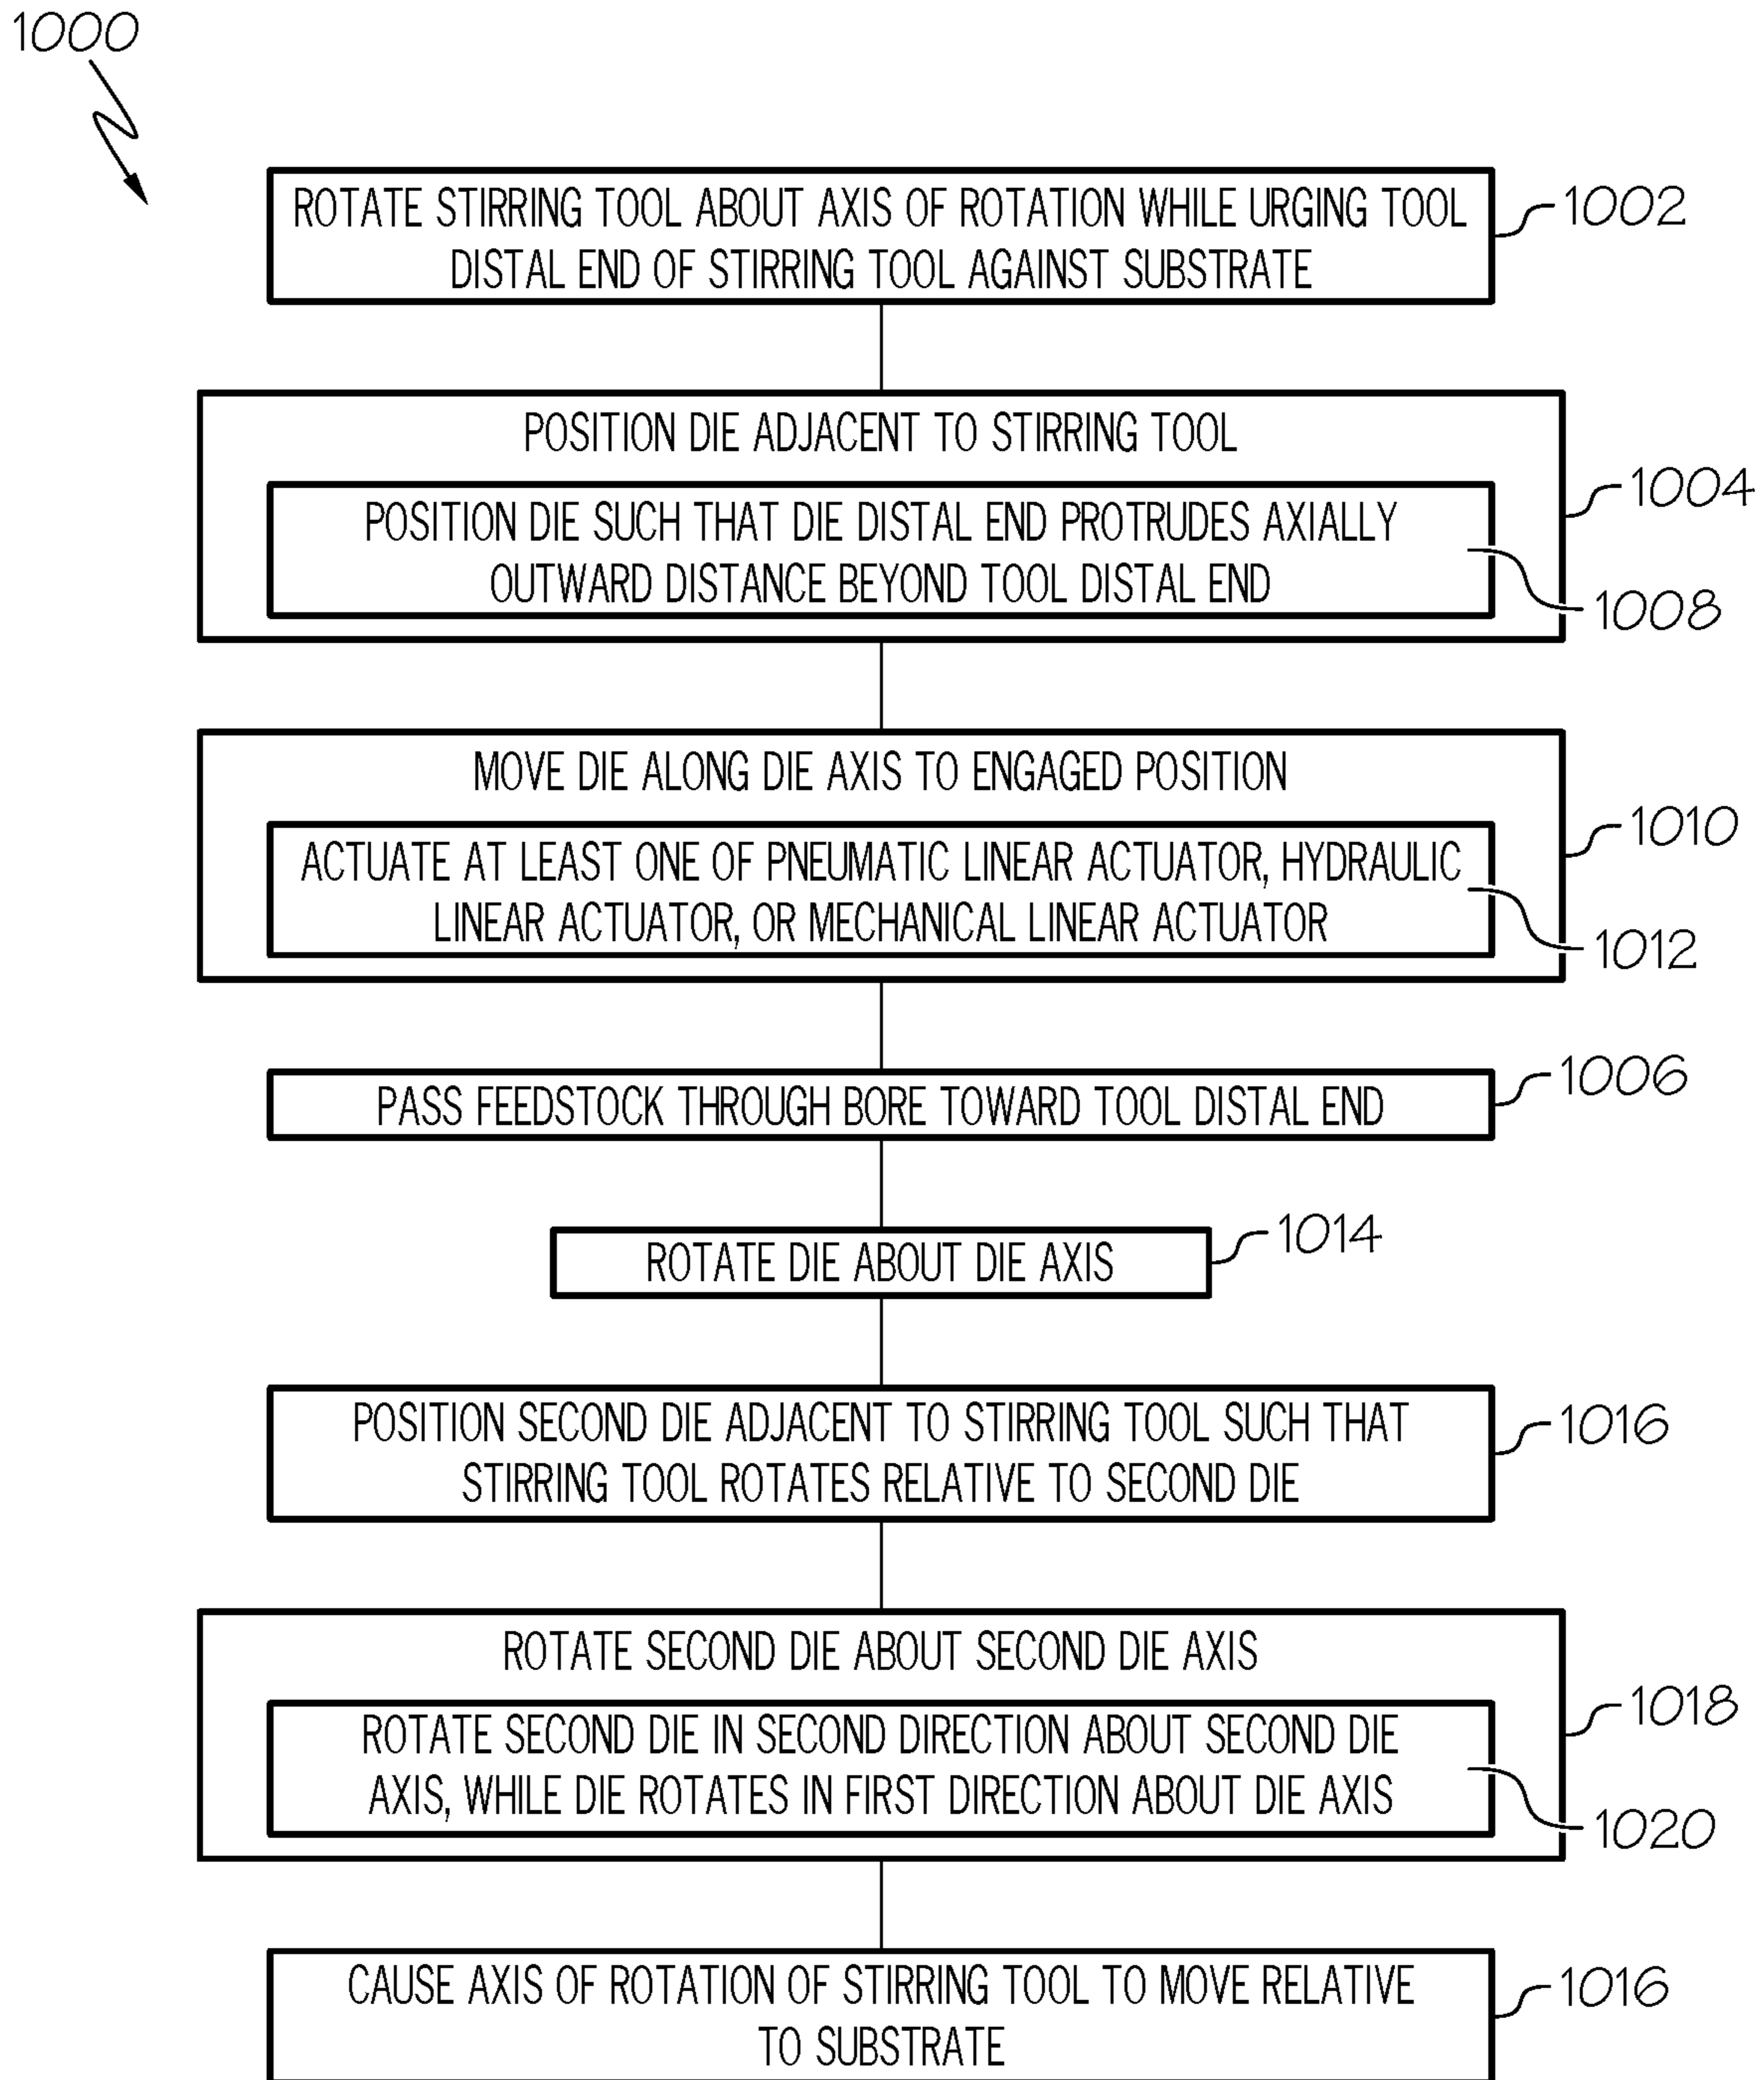 1000
ROTATE STIRRING TOOL ABOUT AXIS OF ROTATION WHILE URGING TOOL
DISTAL END OF STIRRING TOOL AGAINST SUBSTRATE
1002
POSITION DIE ADJACENT TO STIRRING TOOL
1004
POSITION DIE SUCH THAT DIE DISTAL END PROTRUDES AXIALLY
OUTWARD DISTANCE BEYOND TOOL DISTAL END
1008
MOVE DIE ALONG DIE AXIS TO ENGAGED POSITION
1010
ACTUATE AT LEAST ONE OF PNEUMATIC LINEAR ACTUATOR, HYDRAULIC
LINEAR ACTUATOR, OR MECHANICAL LINEAR ACTUATOR
1012
PASS FEEDSTOCK THROUGH BORE TOWARD TOOL DISTAL END
1006
ROTATE DIE ABOUT DIE AXIS
1014
POSITION SECOND DIE ADJACENT TO STIRRING TOOL SUCH THAT
STIRRING TOOL ROTATES RELATIVE TO SECOND DIE
1016
ROTATE SECOND DIE ABOUT SECOND DIE AXIS
1018
ROTATE SECOND DIE IN SECOND DIRECTION ABOUT SECOND DIE
AXIS, WHILE DIE ROTATES IN FIRST DIRECTION ABOUT DIE AXIS
1020
CAUSE AXIS OF ROTATION OF STIRRING TOOL TO MOVE RELATIVE
TO SUBSTRATE
1016